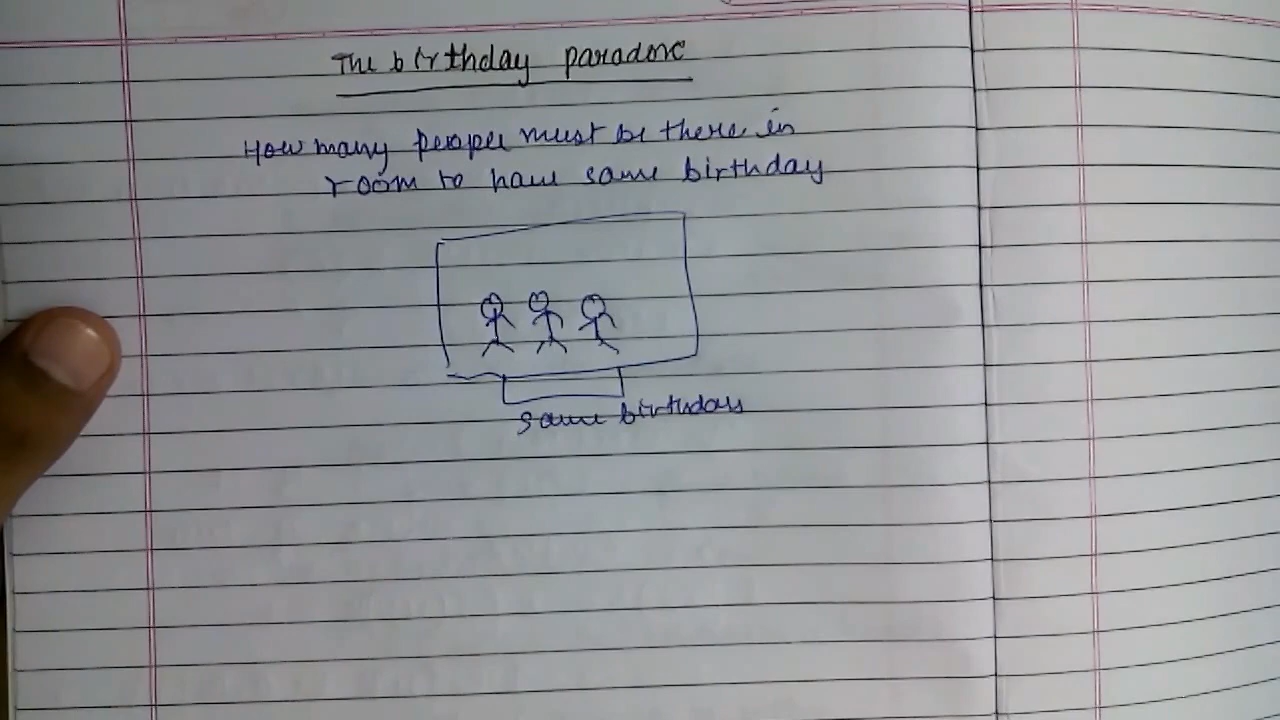 The birthday paradox
How many people must be there in
room to have same birthday
same birthday